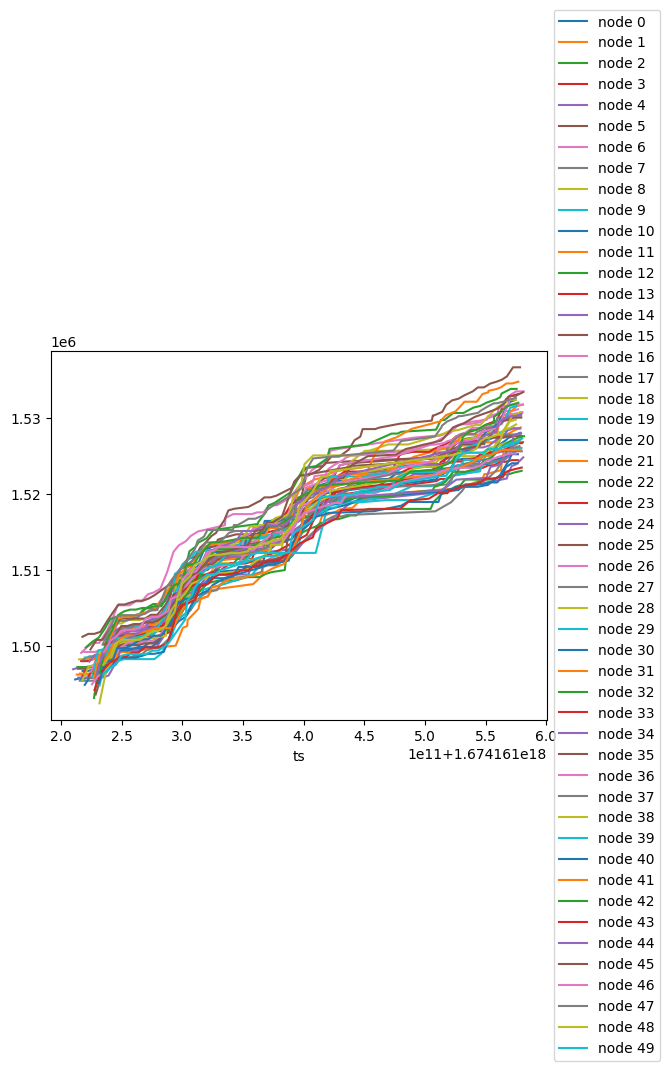 1e6
1.53
1.52
1.51
1.50
2.0 2.5 3.0 3.5 4.0 4.5 5.0 5.5 6.0
ts
1e11+1.674161e18
node 0
node 1
node 2
node 3
node 4
node 5
node 6
node 7
node 8
node 9
node 10
node 11
node 12
node 13
node 14
node 15
node 16
node 17
node 18
node 19
node 20
node 21
node 22
node 23
node 24
node 25
node 26
node 27
node 28
node 29
node 30
node 31
node 32
node 33
node 34
node 35
node 36
node 37
node 38
node 39
node 40
node 41
node 42
node 43
node 44
node 45
node 46
node 47
node 48
node 49